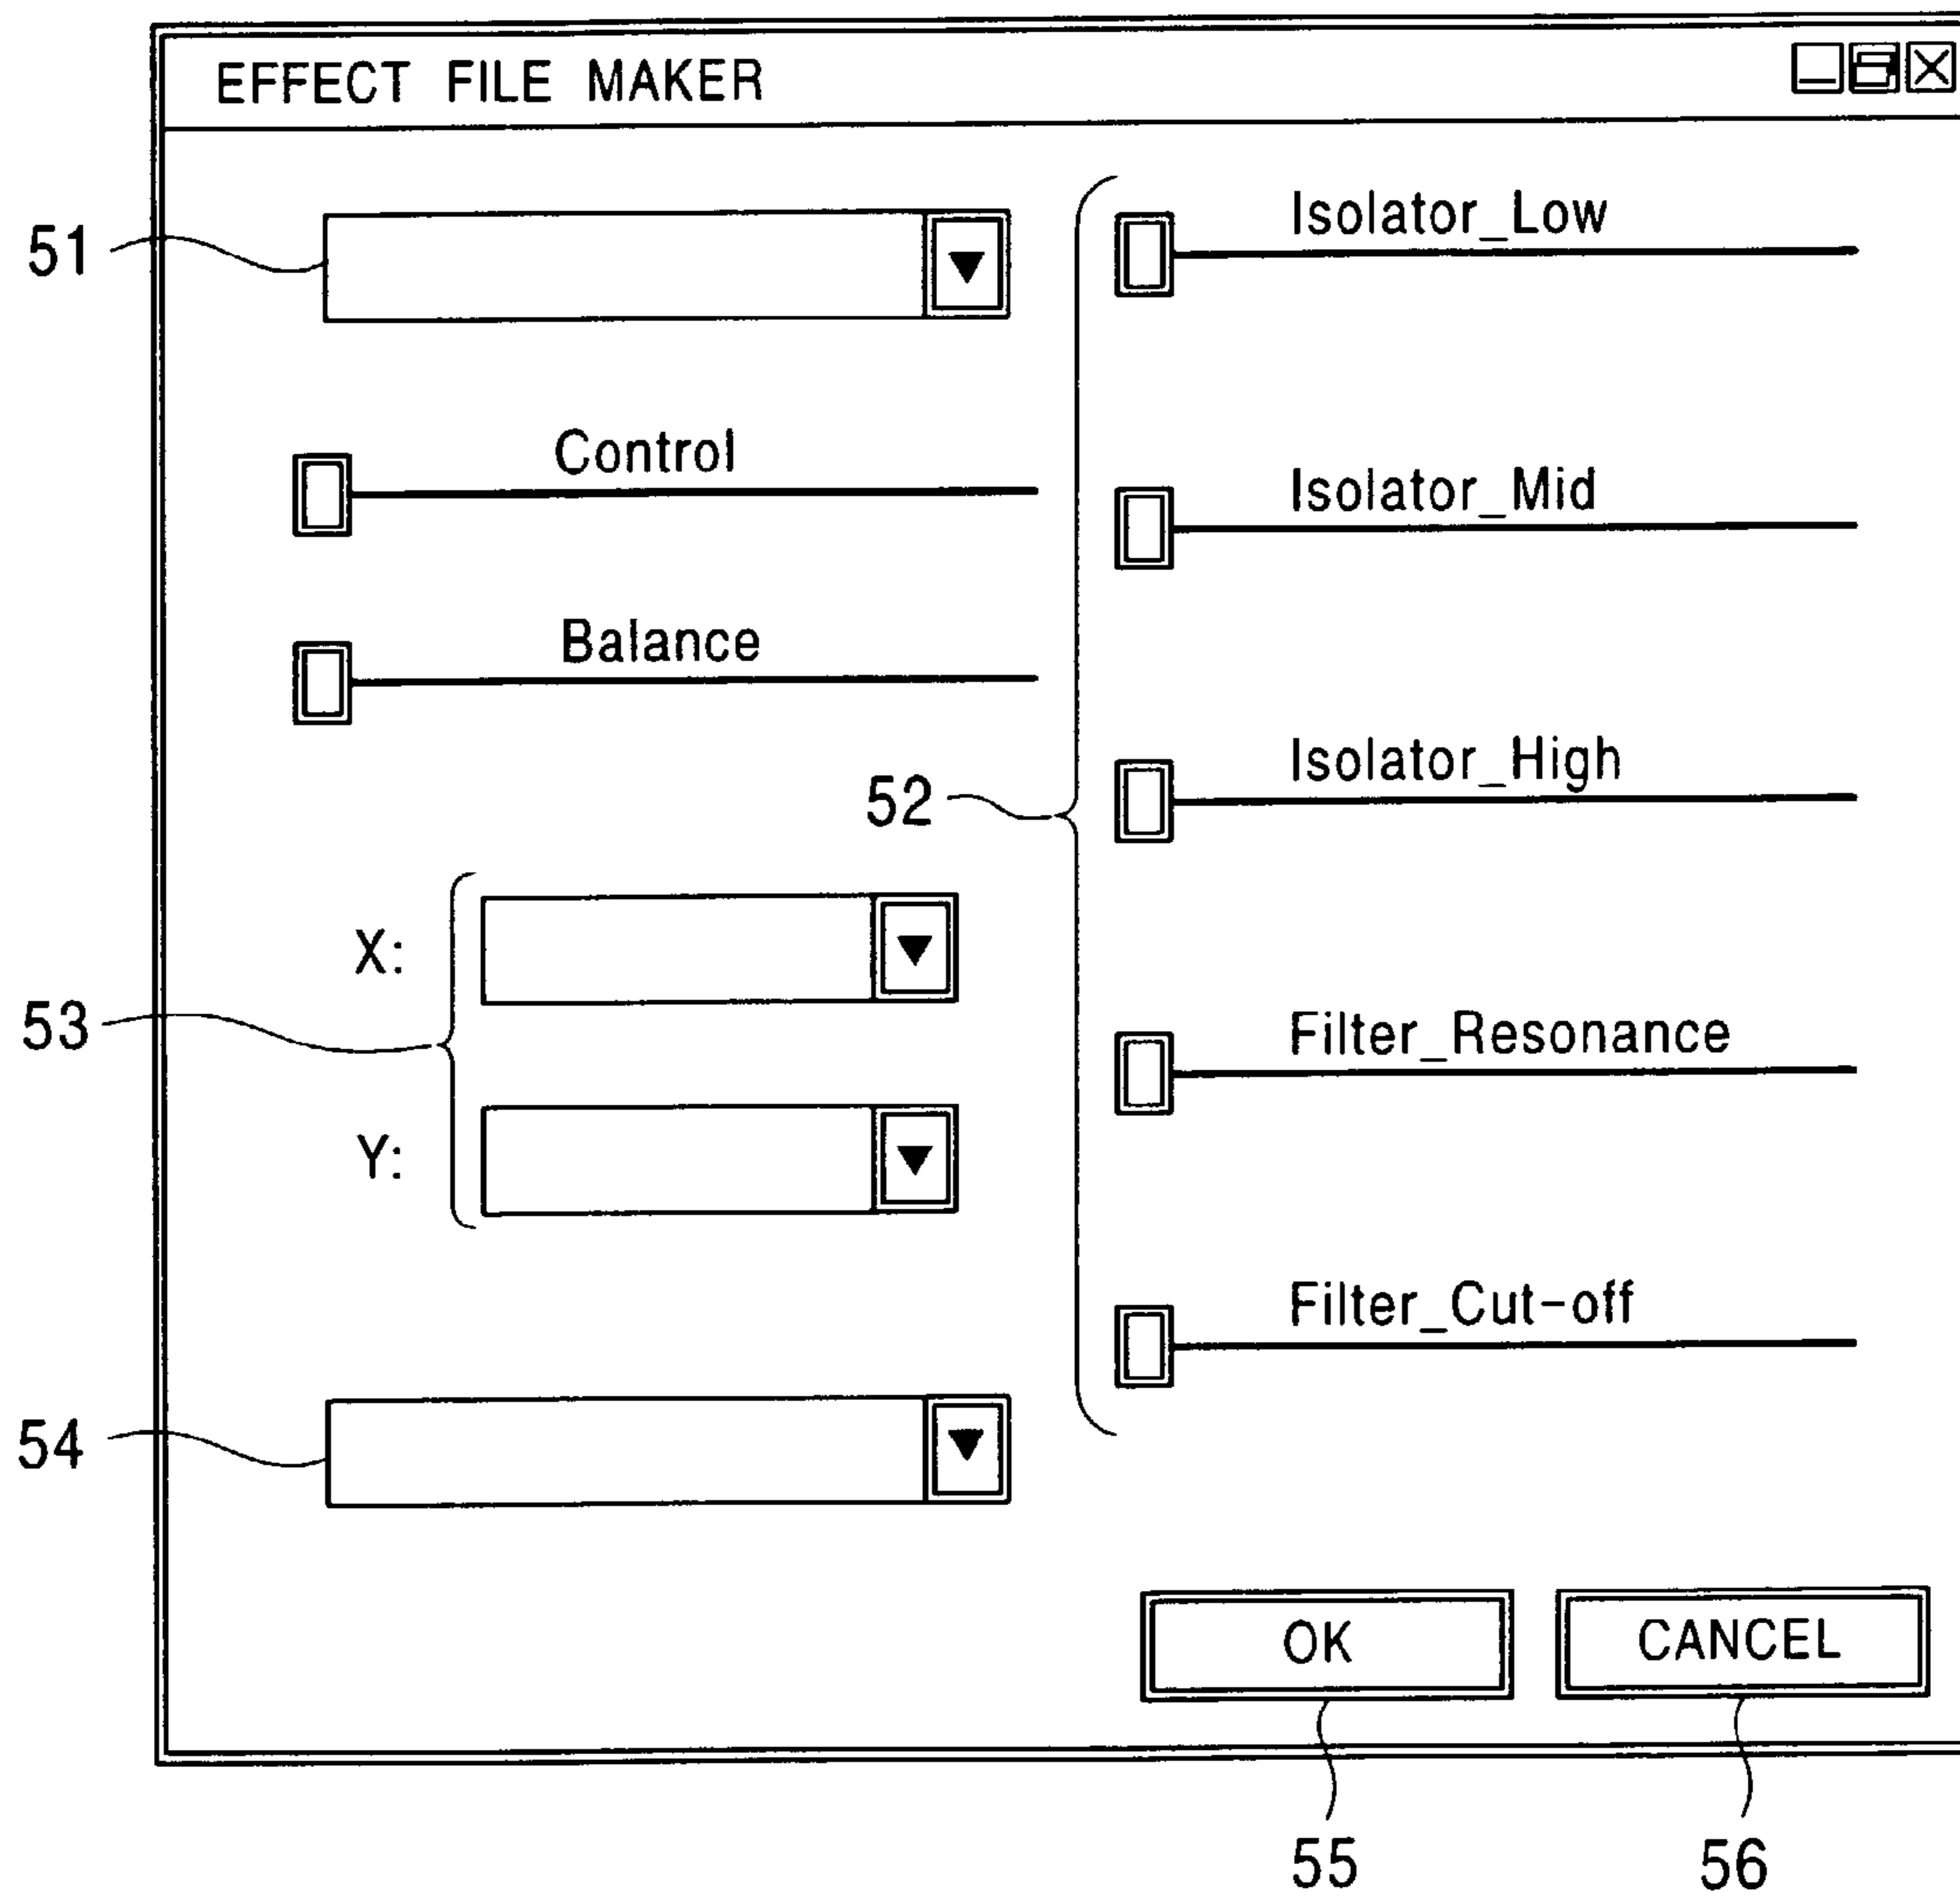 EFFECT FILE MAKER
51
Isolator_Low
Control
Isolator_Mid
Balance
52
Isolator_High
X:
53
Filter_Resonance
Y:
Filter_Cut-off
54
OK
CANCEL
55
56